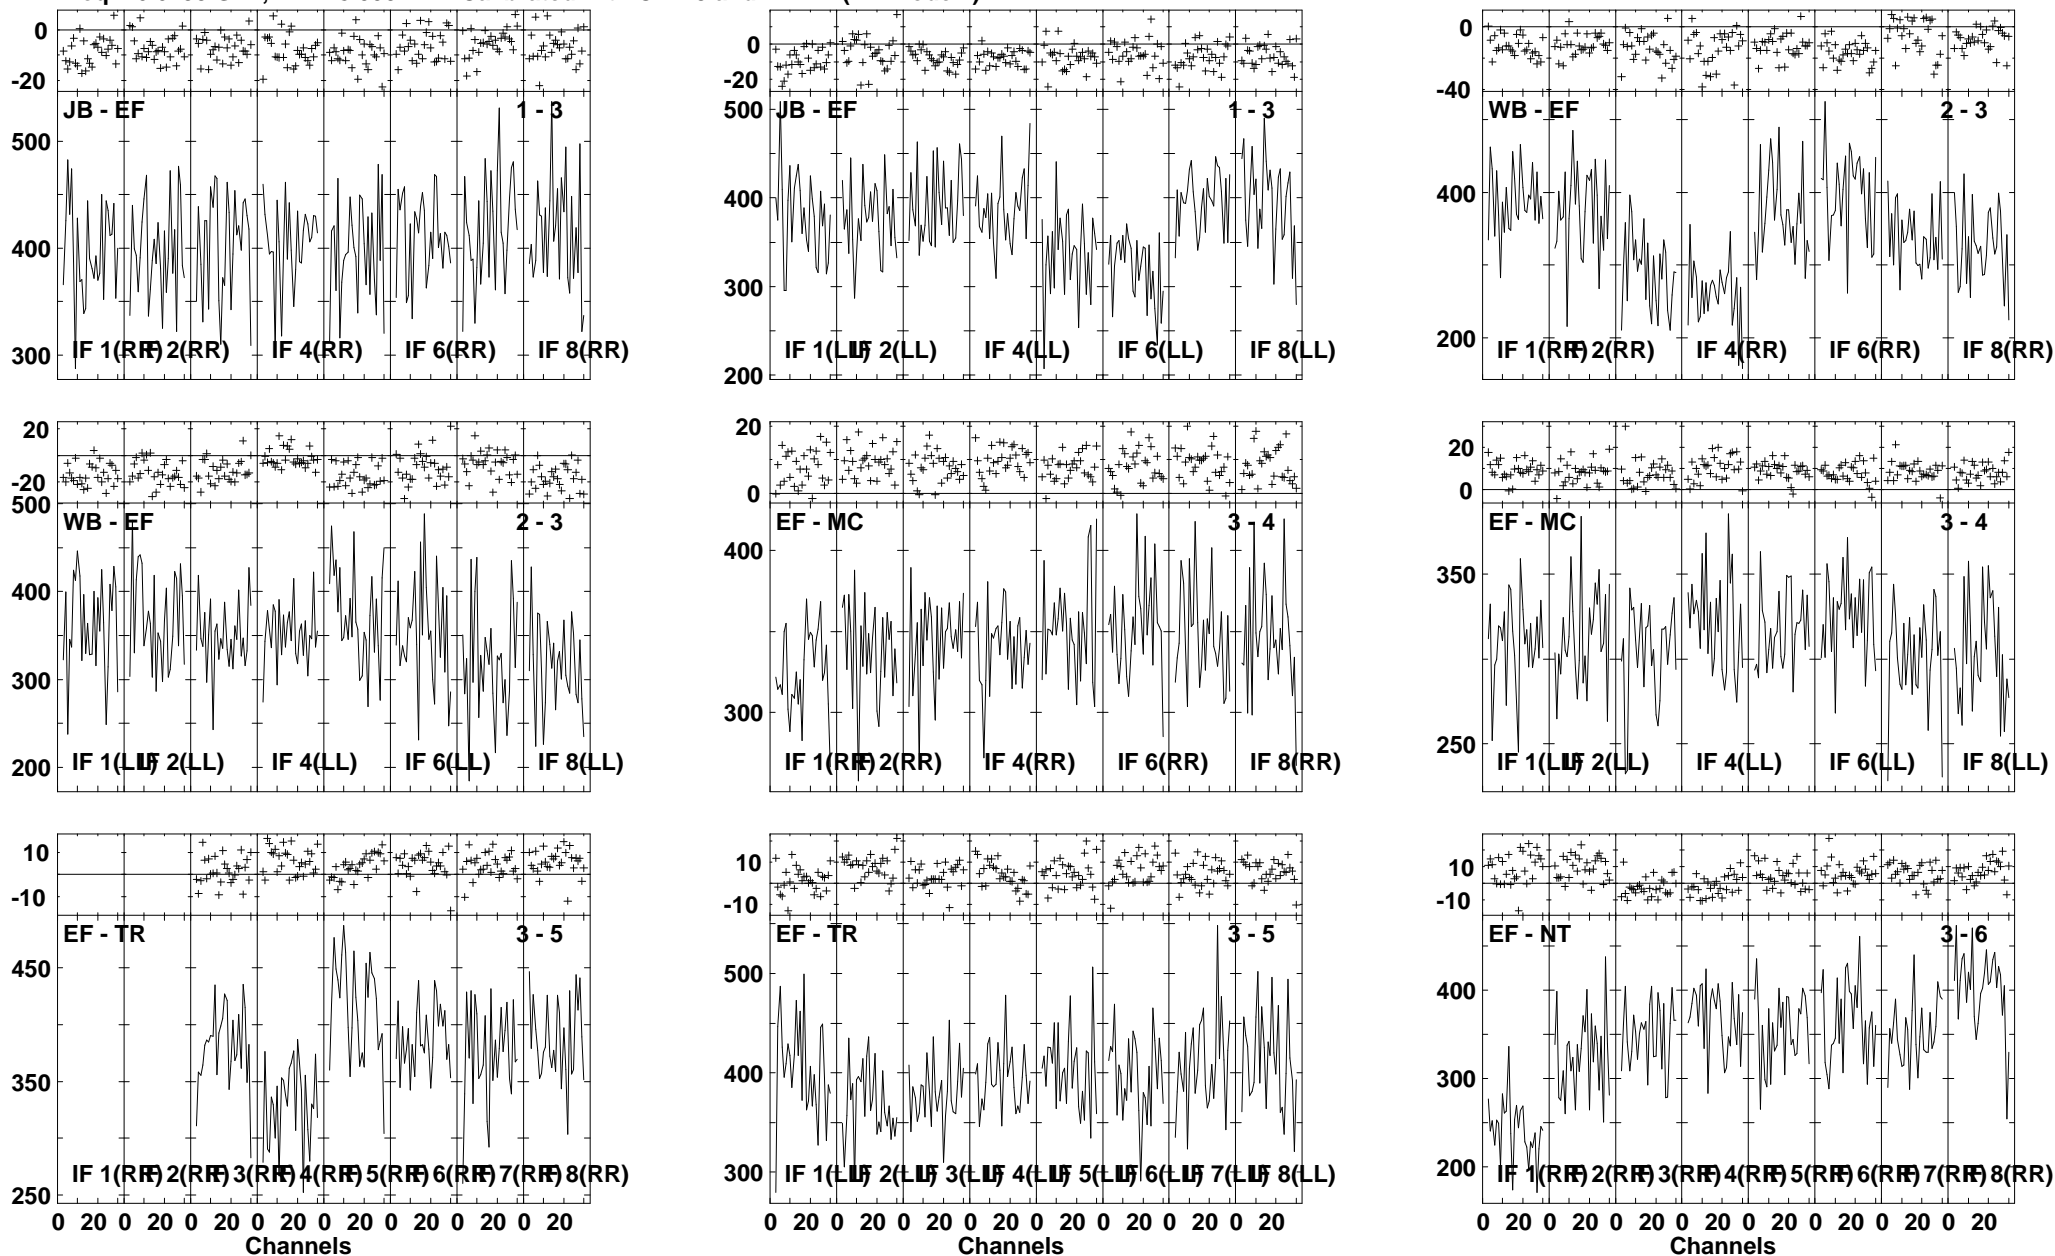 0
-20
JB - EF 1 - 3
500
400
300
IF 1(RR) IF 2(RR) IF 4(RR) IF 6(RR) IF 8(RR)
0
-20
JB - EF 1 - 3
500
400
300
200
IF 1(LL) IF 2(LL) IF 4(LL) IF 6(LL) IF 8(LL)
0
-40
WB - EF 2 - 3
400
200
IF 1(RR) IF 2(RR) IF 4(RR) IF 6(RR) IF 8(RR)
20
-20
WB - EF 2 - 3
500
400
300
200
IF 1(LL) IF 2(LL) IF 4(LL) IF 6(LL) IF 8(LL)
20
10
0
EF - MC 3 - 4
400
300
IF 1(RR) IF 2(RR) IF 4(RR) IF 6(RR) IF 8(RR)
20
0
EF - MC 3 - 4
350
250
IF 1(LL) IF 2(LL) IF 4(LL) IF 6(LL) IF 8(LL)
10
-10
EF - TR 3 - 5
450
350
250
IF 1(RR) IF 2(RR) IF 3(RR) IF 4(RR) IF 5(RR) IF 6(RR) IF 7(RR) IF 8(RR)
0 20 0 20 0 20 0 20 0 20 0 20 0 20 0 20
Channels
10
-10
EF - TR 3 - 5
500
400
300
IF 1(LL) IF 2(LL) IF 3(LL) IF 4(LL) IF 5(LL) IF 6(LL) IF 7(LL) IF 8(LL)
0 20 0 20 0 20 0 20 0 20 0 20 0 20 0 20
Channels
10
-10
EF - NT 3 - 6
400
300
200
IF 1(RR) IF 2(RR) IF 3(RR) IF 4(RR) IF 5(RR) IF 6(RR) IF 7(RR) IF 8(RR)
0 20 0 20 0 20 0 20 0 20 0 20 0 20 0 20
Channels